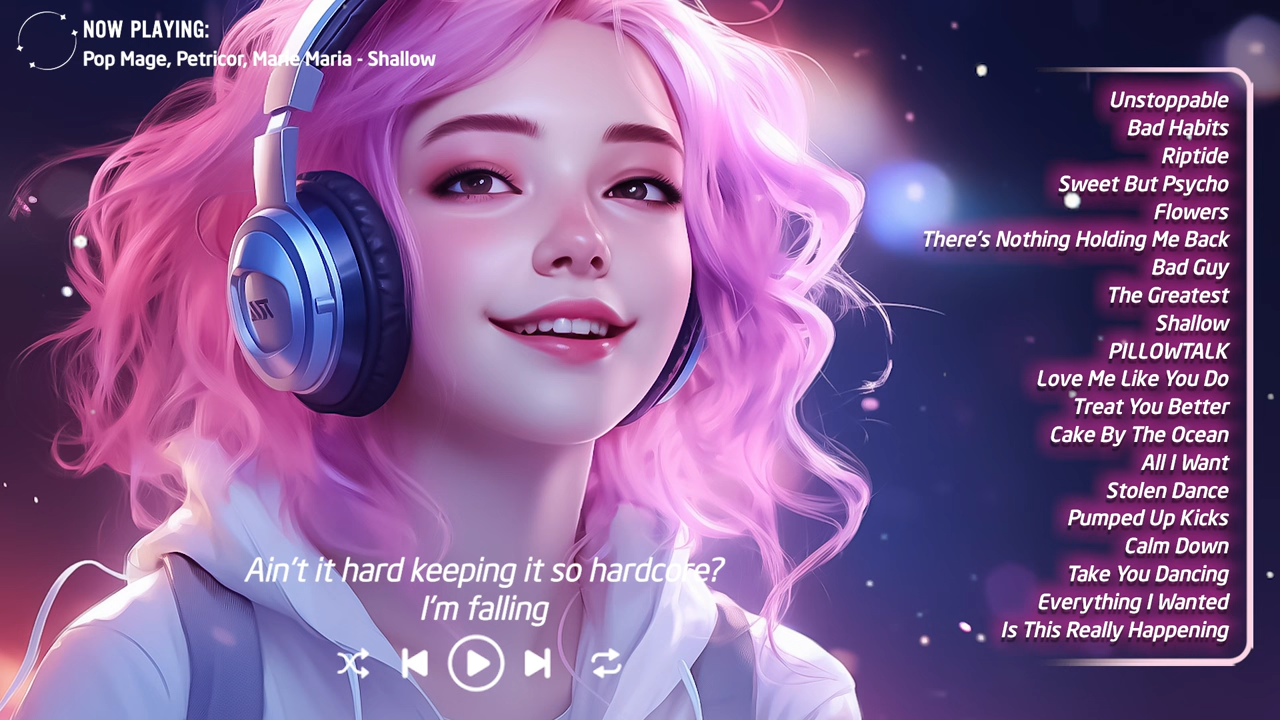 NOW PLAYING:
Pop Mage, Petricor, Marie Maria - Shallow
Unstoppable
Bad Habits
Riptide
Sweet But Psycho
Flowers
There's Nothing Holding Me Back
Bad Guy
The Greatest
Shallow
PILLOWTALK
Love Me Like You Do
Treat You Better
Cake By The Ocean
All I Want
Stolen Dance
Pumped Up Kicks
Calm Down
Take You Dancing
Everything I Wanted
Is This Really Happening
Ain't it hard keeping it so hardcore?
I'm falling